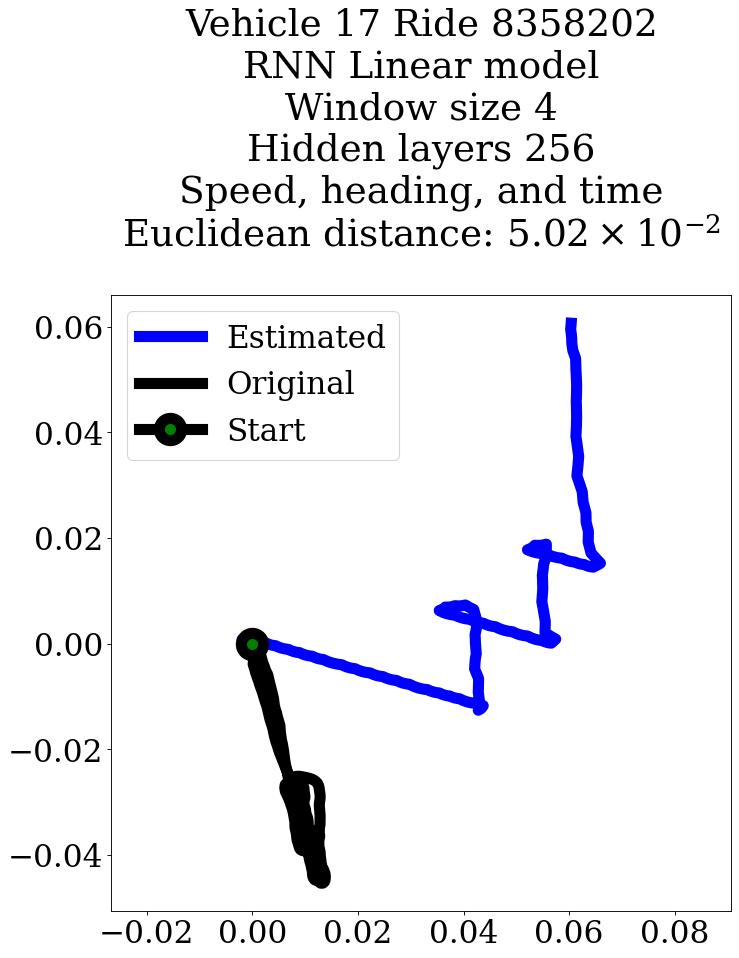 Vehicle 17 Ride 8358202
RNN Linear model
Window size 4
Hidden layers 256
Speed, heading, and time
Euclidean distance: 5.02 × 10⁻²
Estimated
Original
Start
0.06
0.04
0.02
0.00
−0.02
−0.04
−0.02 0.00 0.02 0.04 0.06 0.08